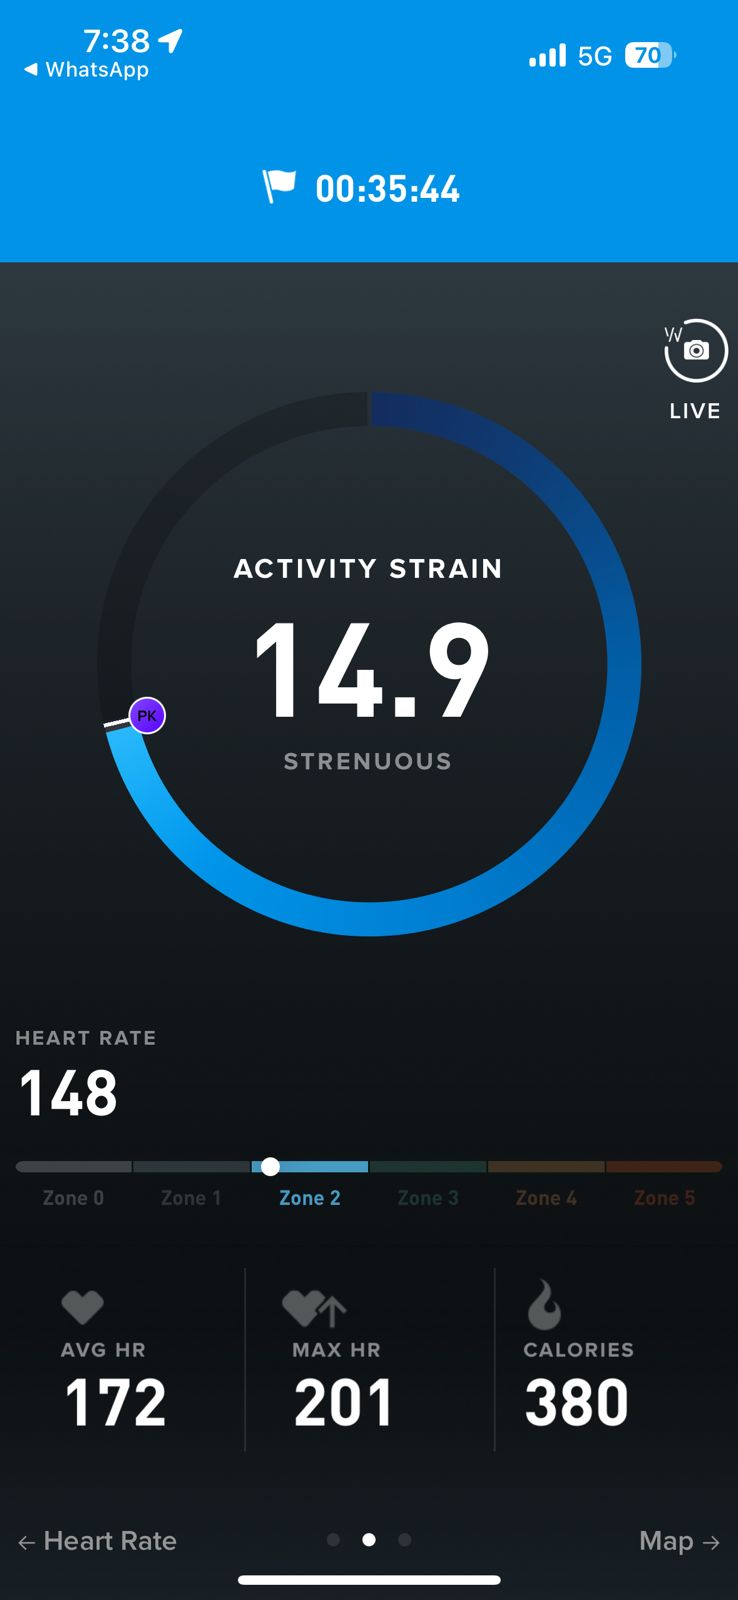 7:38
5G 70
◀ WhatsApp
00:35:44
W
LIVE
ACTIVITY STRAIN
14.9
PK
STRENUOUS
HEART RATE
148
Zone 0 Zone 1 Zone 2 Zone 3 Zone 4 Zone 5
AVG HR MAX HR CALORIES
172 201 380
← Heart Rate Map →